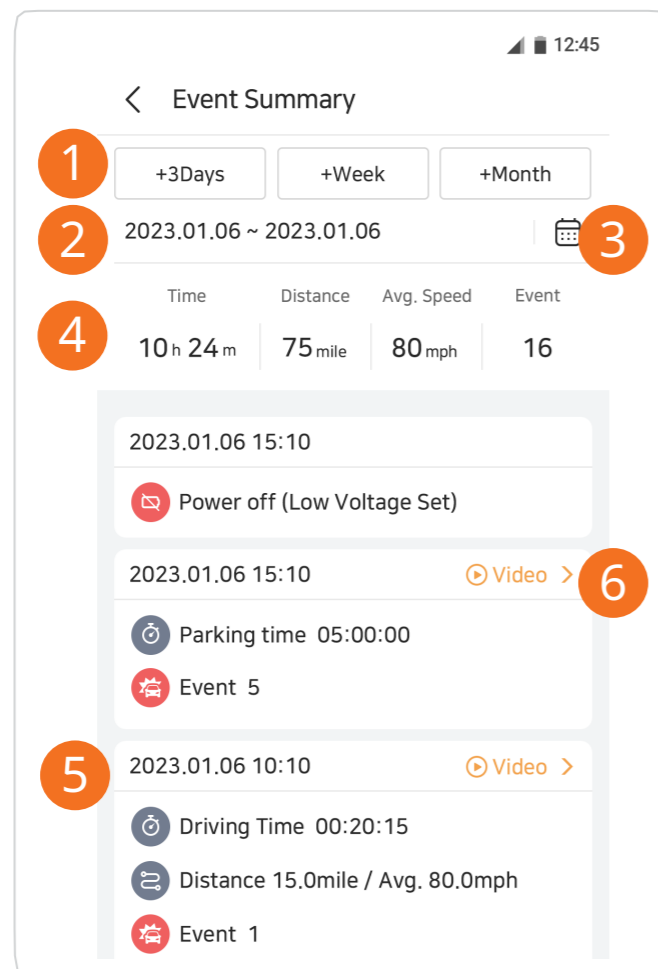 12:45
Event Summary
1
+3Days +Week +Month
2 2023.01.06 ~ 2023.01.06 3
Time Distance Avg. Speed Event
4 10 h 24 m 75 mile 80 mph 16
2023.01.06 15:10
Power off (Low Voltage Set)
2023.01.06 15:10 Video > 6
Parking time 05:00:00
Event 5
5 2023.01.06 10:10 Video >
Driving Time 00:20:15
Distance 15.0mile / Avg. 80.0mph
Event 1